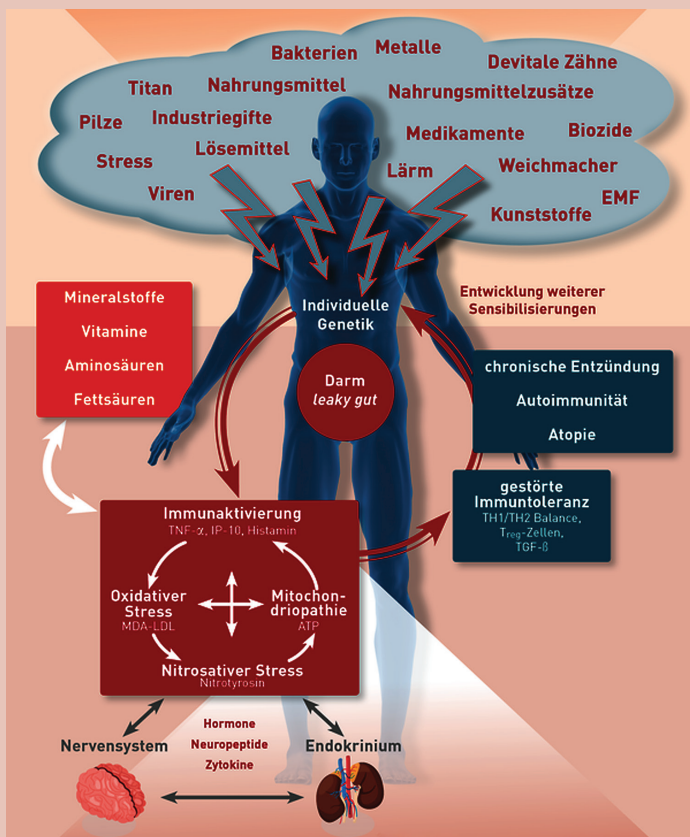 Bakterien
Metalle
Devitale Zähne
Titan
Nahrungsmittel
Nahrungsmittelzusätze
Pilze
Industriegifte
Medikamente
Biozide
Stress
Lösemittel
Lärm
Weichmacher
Viren
EMF
Kunststoffe
Individuelle
Genetik
Entwicklung weiterer
Sensibilisierungen
Mineralstoffe
Vitamine
Aminosäuren
Fettsäuren
Darm
leaky gut
chronische Entzündung
Autoimmunität
Atopie
gestörte
Immuntoleranz
TH1/TH2 Balance,
Treg-Zellen,
TGF-ß
Immunaktivierung
TNF-α, IP-10, Histamin
Oxidativer
Stress
MDA-LDL
Mitochon-
driopathie
ATP
Nitrosativer Stress
Nitrotyrosin
Nervensystem
Hormone
Neuropeptide
Zytokine
Endokrinium